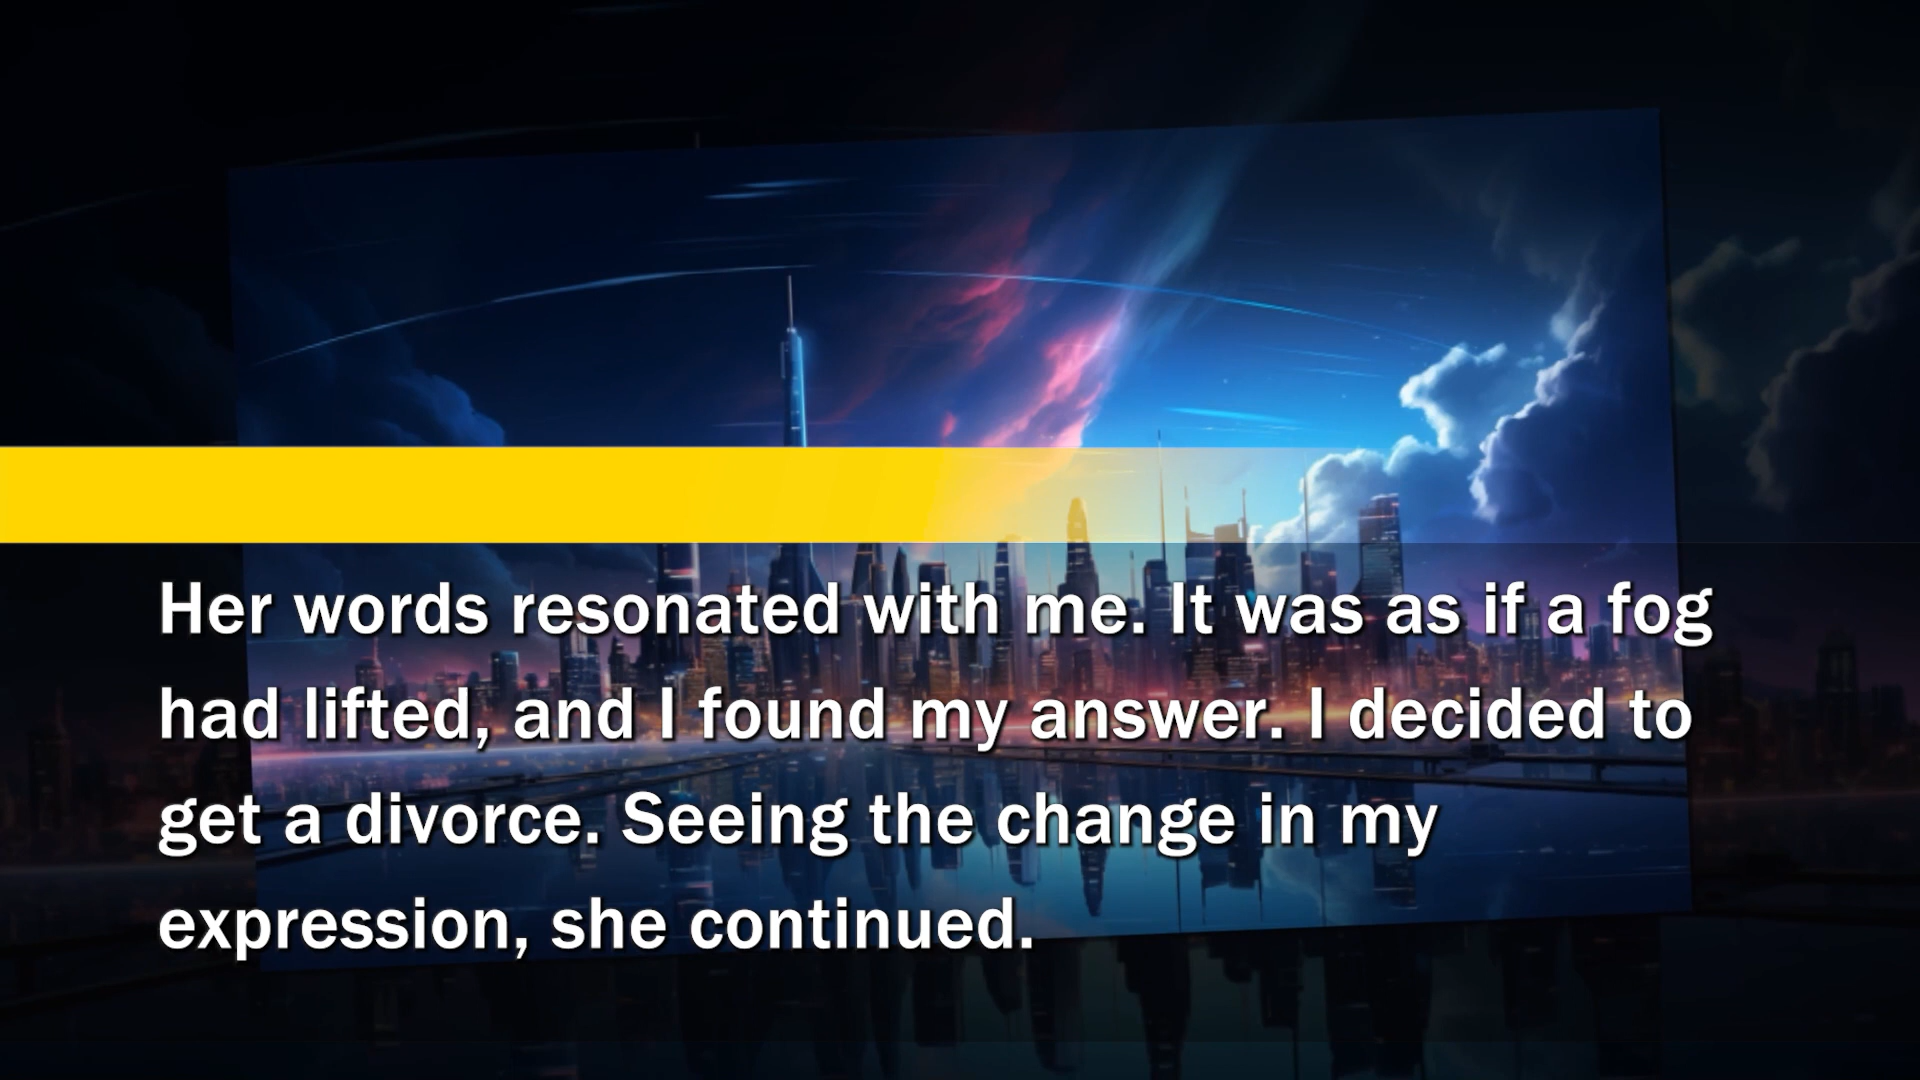 Her words resonated with me. It was as if a fog
had lifted, and I found my answer. I decided to
get a divorce. Seeing the change in my
expression, she continued.